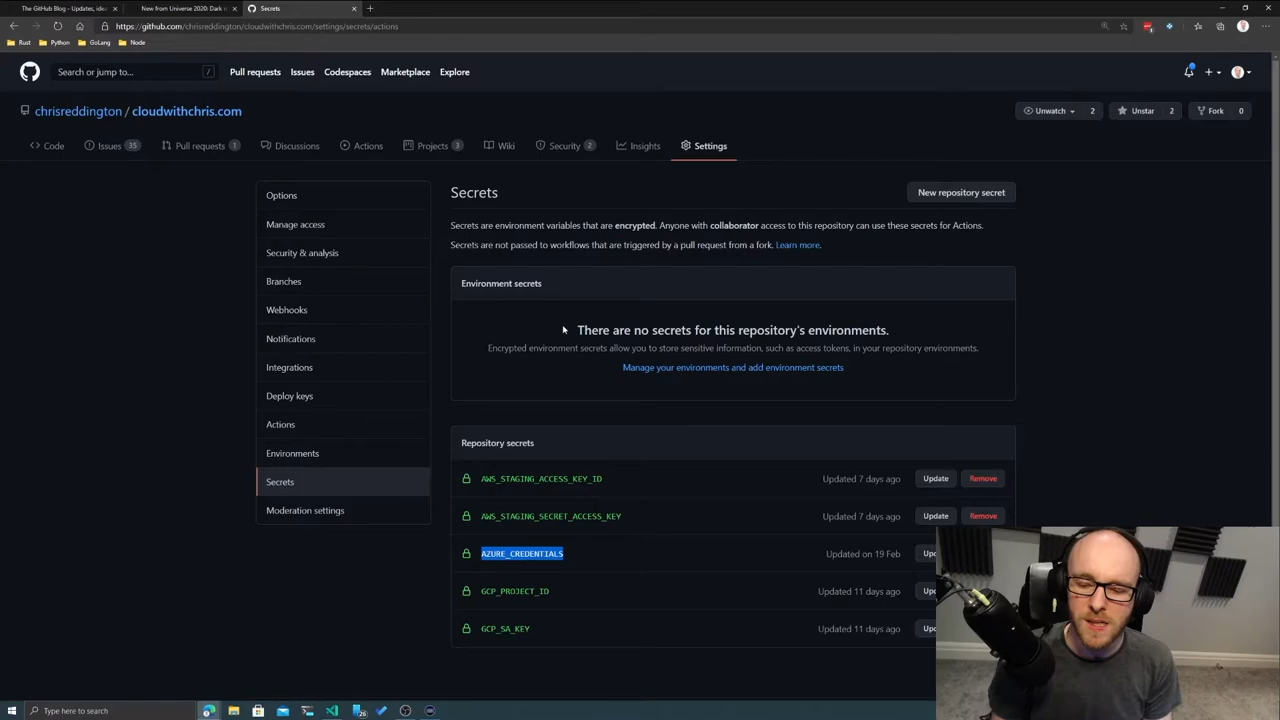 The GitHub Blog - Updates, idea
New from Universe 2020: Dark
Secrets
https://github.com/chrisreddington/cloudwithchris.com/settings/secrets/actions
Rust
Python
GoLang
Node
Search or jump to...
/
Pull requests
Issues
Codespaces
Marketplace
Explore
chrisreddington / cloudwithchris.com
Unwatch
2
Unstar
2
Fork
0
Code
Issues 35
Pull requests 1
Discussions
Actions
Projects 3
Wiki
Security 2
Insights
Settings
Options
Manage access
Security & analysis
Branches
Webhooks
Notifications
Integrations
Deploy keys
Actions
Environments
Secrets
Moderation settings
Secrets
New repository secret
Secrets are environment variables that are encrypted. Anyone with collaborator access to this repository can use these secrets for Actions.
Secrets are not passed to workflows that are triggered by a pull request from a fork. Learn more.
Environment secrets
There are no secrets for this repository's environments.
Encrypted environment secrets allow you to store sensitive information, such as access tokens, in your repository environments.
Manage your environments and add environment secrets
Repository secrets
AWS_STAGING_ACCESS_KEY_ID
Updated 7 days ago
Update
Remove
AWS_STAGING_SECRET_ACCESS_KEY
Updated 7 days ago
Update
Remove
AZURE_CREDENTIALS
Updated on 19 Feb
Upd
GCP_PROJECT_ID
Updated 11 days ago
Upd
GCP_SA_KEY
Updated 11 days ago
Upd
Type here to search